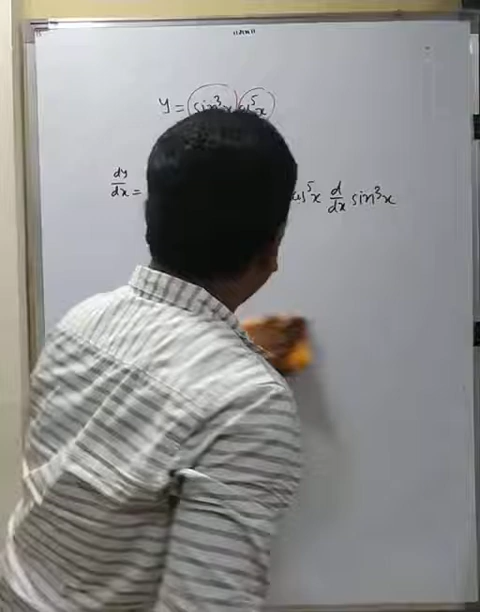 y = sin³x cos⁵x
dy/dx = cos⁵x d/dx sin³x